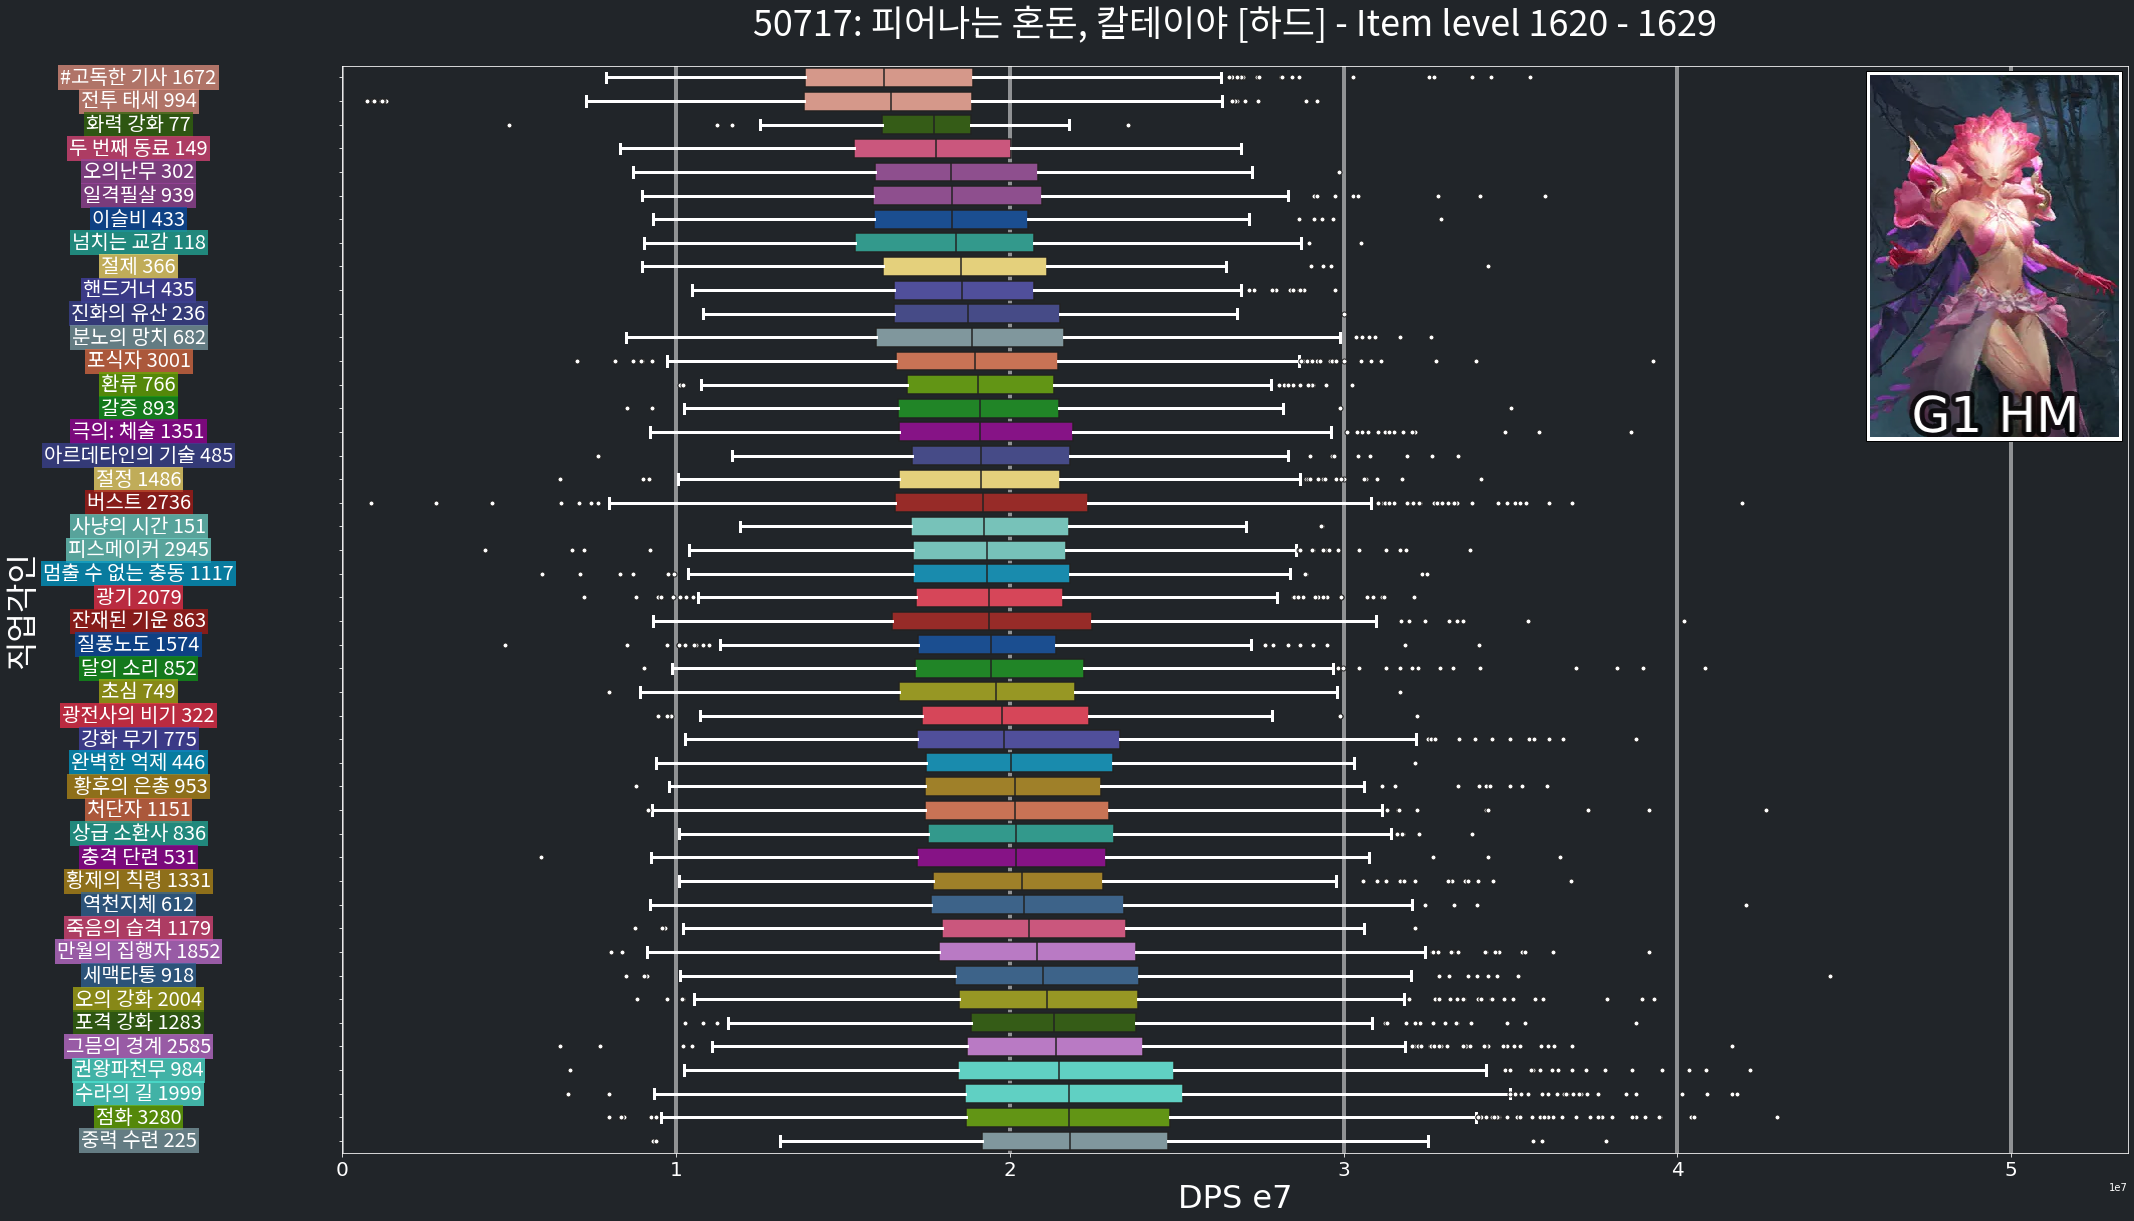 50717: 피어나는 혼돈, 칼테이야 [하드] - Item level 1620 - 1629
#고독한 기사 1672
전투 태세 994
화력 강화 77
두 번째 동료 149
오의난무 302
일격필살 939
이슬비 433
넘치는 교감 118
절제 366
핸드거너 435
진화의 유산 236
분노의 망치 682
포식자 3001
환류 766
갈증 893
극의: 체술 1351
아르데타인의 기술 485
절정 1486
버스트 2736
사냥의 시간 151
피스메이커 2945
멈출 수 없는 충동 1117
광기 2079
잔재된 기운 863
질풍노도 1574
달의 소리 852
초심 749
광전사의 비기 322
강화 무기 775
완벽한 억제 446
황후의 은총 953
처단자 1151
상급 소환사 836
충격 단련 531
황제의 칙령 1331
역천지체 612
죽음의 습격 1179
만월의 집행자 1852
세맥타통 918
오의 강화 2004
포격 강화 1283
그믐의 경계 2585
권왕파천무 984
수라의 길 1999
점화 3280
중력 수련 225
직업각인
G1 HM
0 1 2 3 4 5
1e7
DPS e7